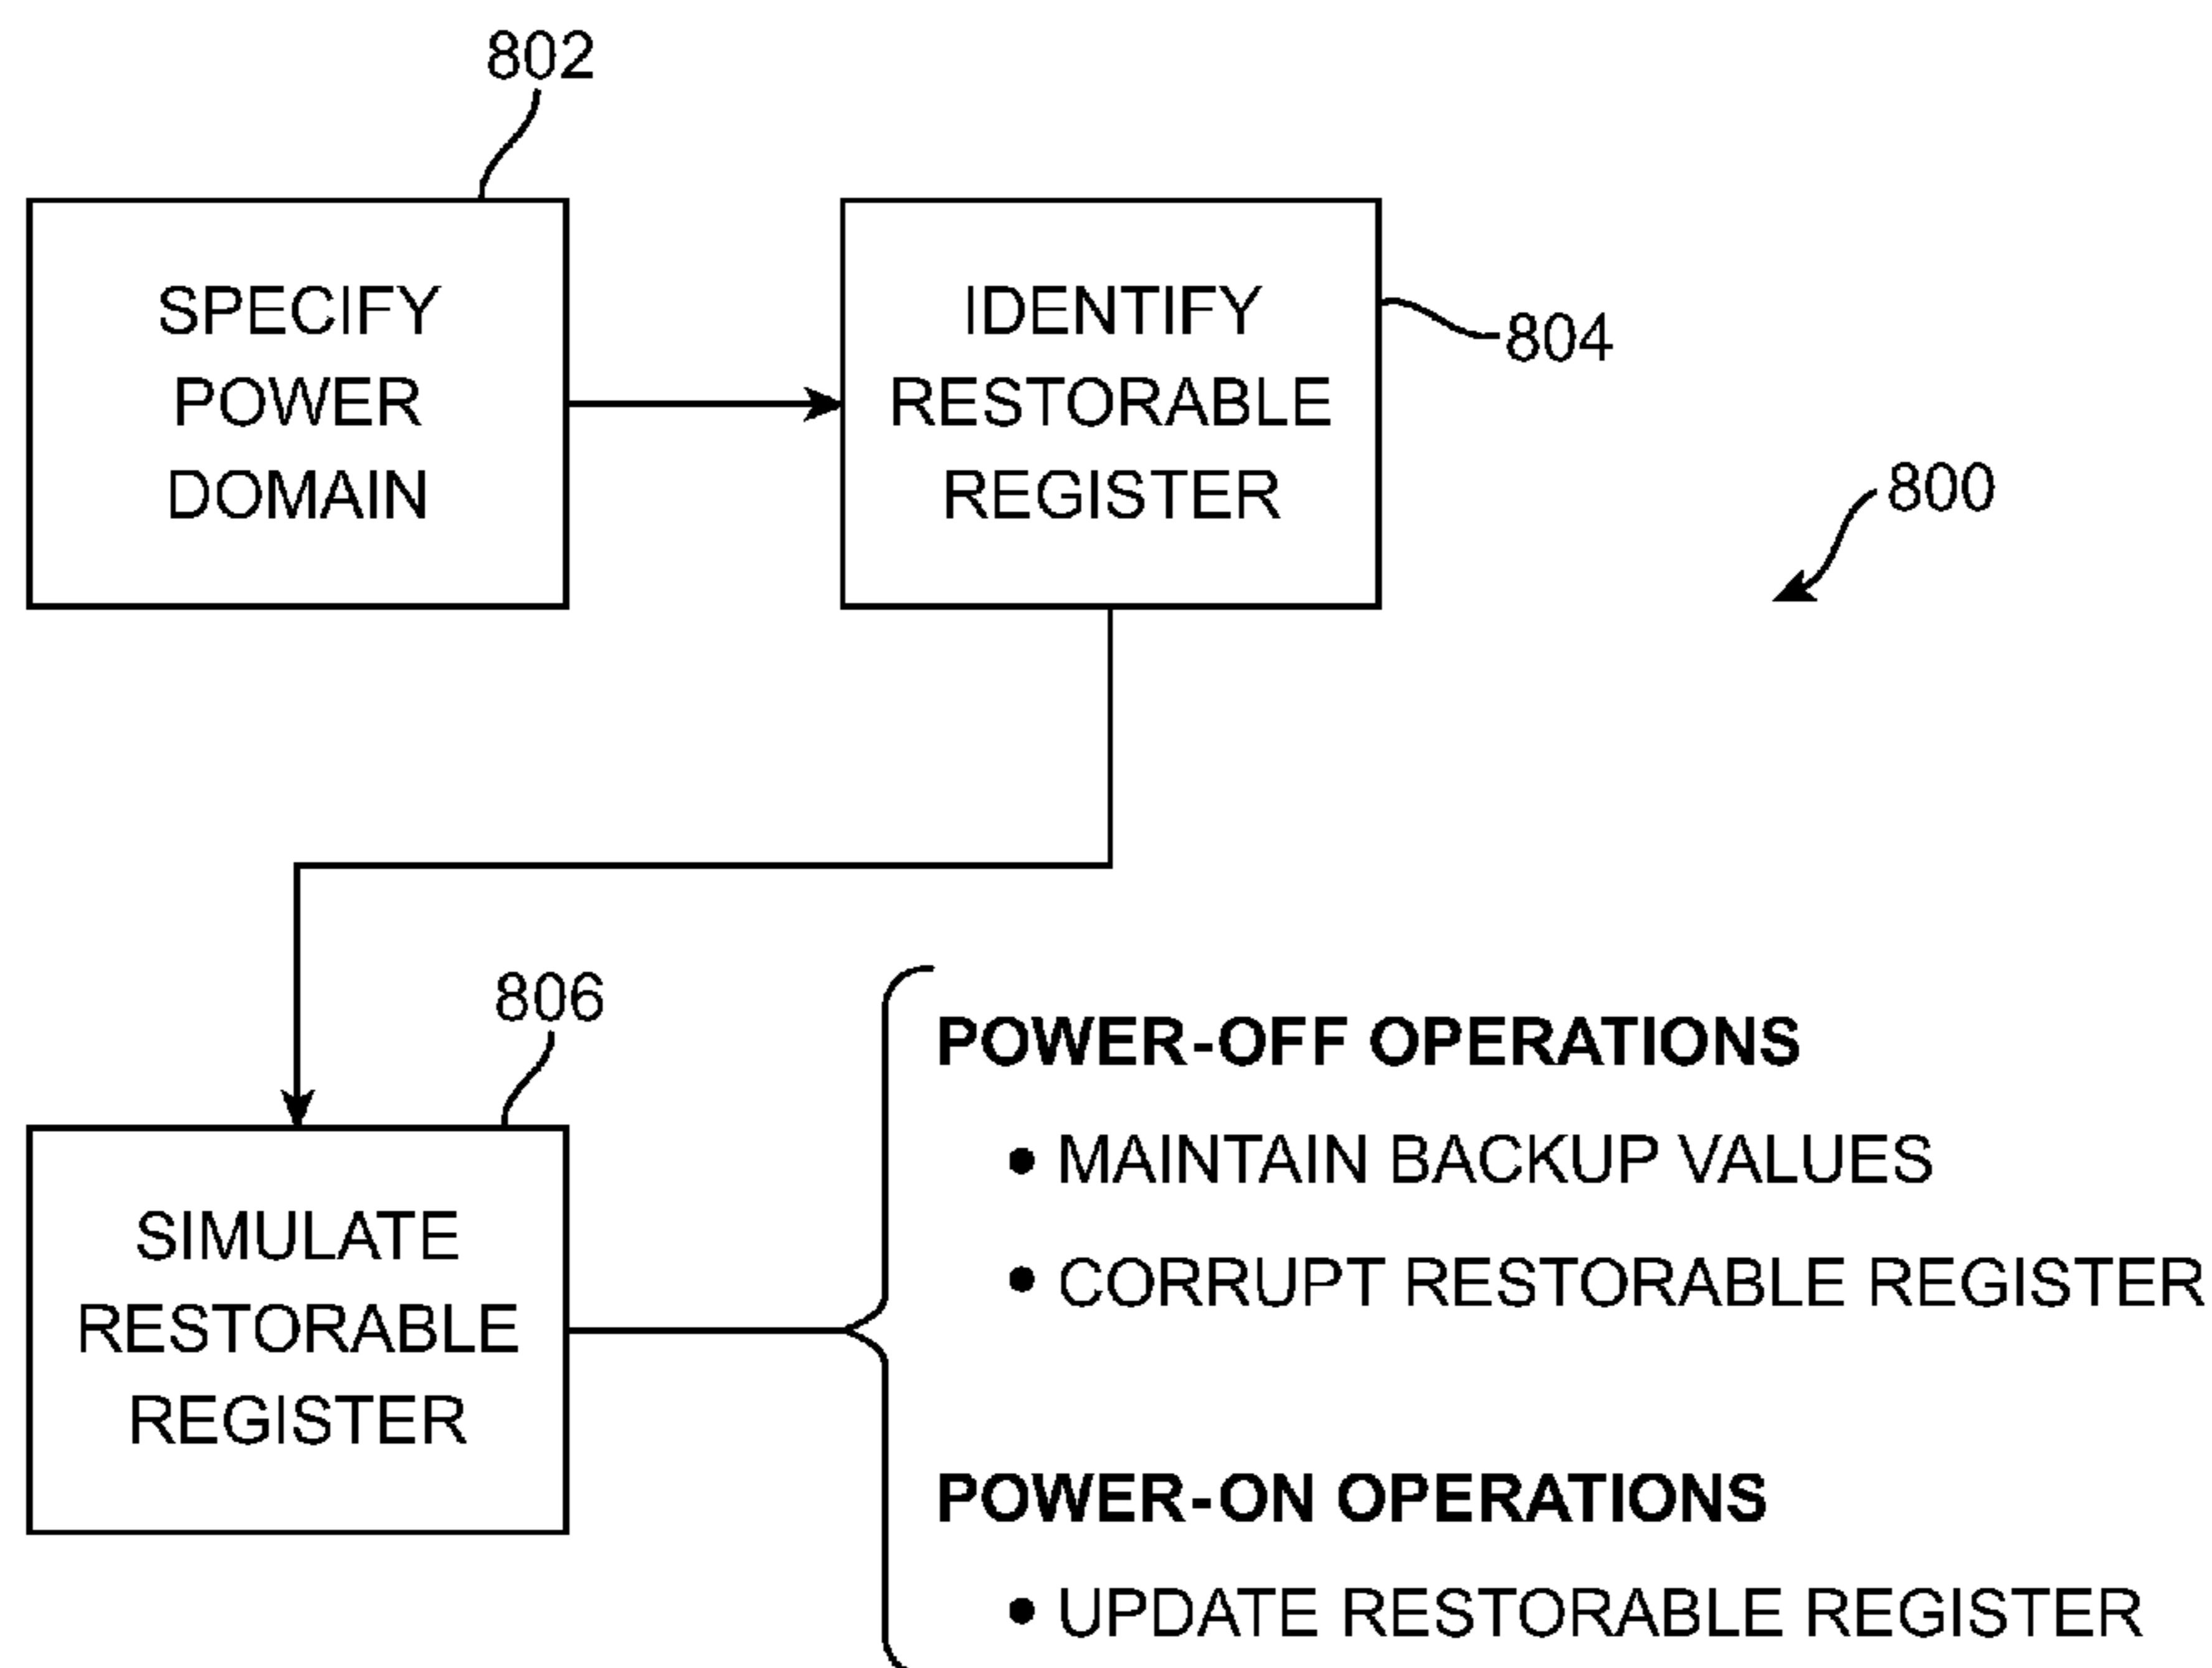 802
SPECIFY
POWER
DOMAIN
IDENTIFY
RESTORABLE
REGISTER
804
800
806
SIMULATE
RESTORABLE
REGISTER
POWER-OFF OPERATIONS
● MAINTAIN BACKUP VALUES
● CORRUPT RESTORABLE REGISTER
POWER-ON OPERATIONS
● UPDATE RESTORABLE REGISTER